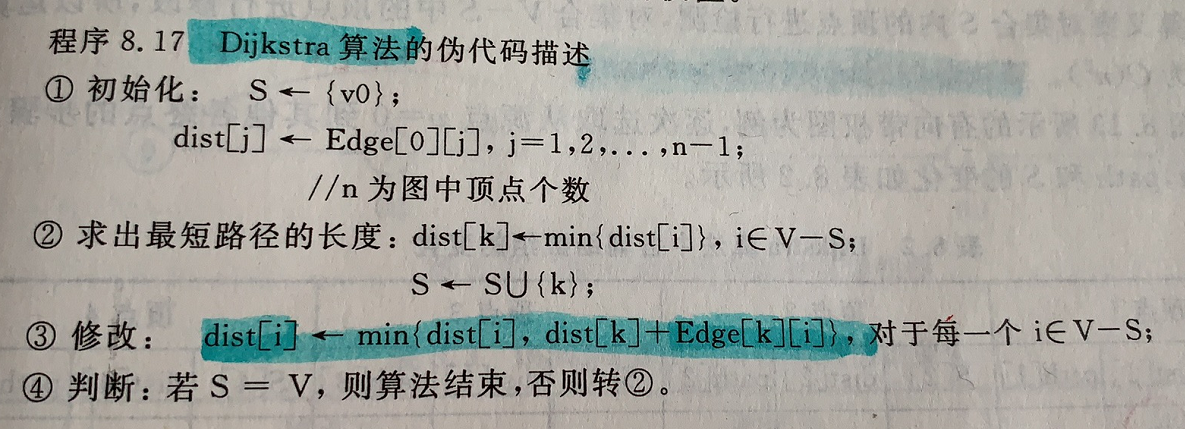 程序 8.17 Dijkstra 算法的伪代码描述
① 初始化： S ← {v0}；
dist[j] ← Edge[0][j]，j=1,2,...,n-1；
//n 为图中顶点个数
② 求出最短路径的长度：dist[k]←min{dist[i]}，i∈V-S；
S ← S∪{k}；
③ 修改： dist[i] ← min{dist[i]，dist[k]+Edge[k][i]}，对于每一个 i∈V-S；
④ 判断：若 S = V，则算法结束，否则转②。